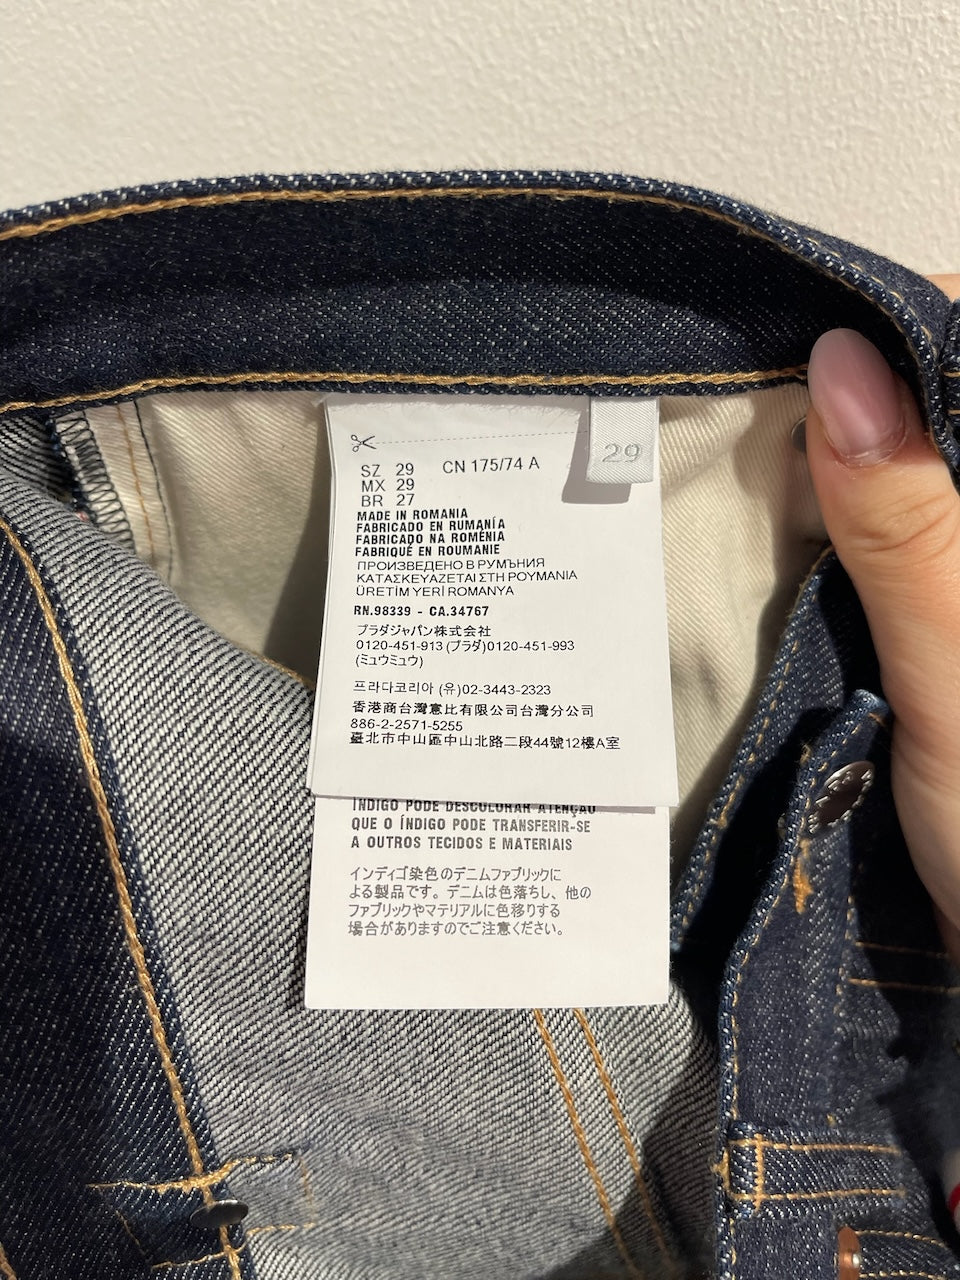 29
SZ 29 CN 175/74 A
MX 29
BR 27
MADE IN ROMANIA
FABRICADO EN RUMANÍA
FABRICADO NA ROMÊNIA
FABRIQUÉ EN ROUMANIE
ПРОИЗВЕДЕНО В РУМЪНИЯ
ΚΑΤΑΣΚΕΥΑΖΕΤΑΙ ΣΤΗ ΡΟΥΜΑΝΙΑ
ÜRETİM YERİ ROMANYA
RN.98339 - CA.34767
プラダジャパン株式会社
0120-451-913 (プラダ)0120-451-993
(ミュウミュウ)
프라다코리아 (유)02-3443-2323
香港商台灣意比有限公司台灣分公司
886-2-2571-5255
臺北市中山區中山北路二段44號12樓A室
ÍNDIGO PODE DESCOLORAR ATENÇÃO
QUE O ÍNDIGO PODE TRANSFERIR-SE
A OUTROS TECIDOS E MATERIAIS
インディゴ染色のデニムファブリックに
よる製品です。デニムは色落ちし、他の
ファブリックやマテリアルに色移りする
場合がありますのでご注意ください。